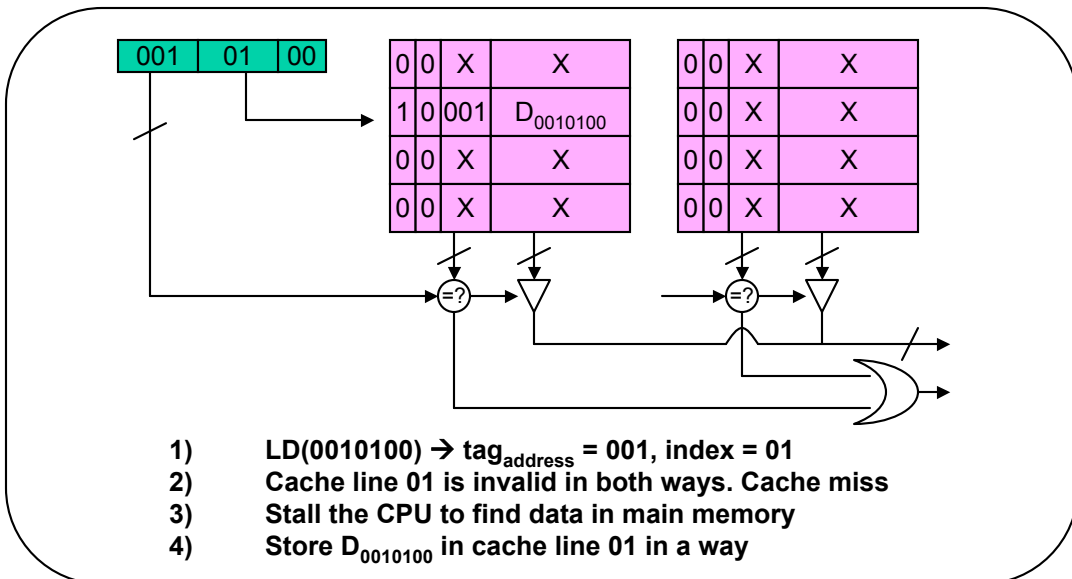 001 01 00
0 0 X X
1 0 001 D0010100
0 0 X X
0 0 X X
0 0 X X
0 0 X X
0 0 X X
0 0 X X
=?
=?
1) LD(0010100) → tagaddress = 001, index = 01
2) Cache line 01 is invalid in both ways. Cache miss
3) Stall the CPU to find data in main memory
4) Store D0010100 in cache line 01 in a way